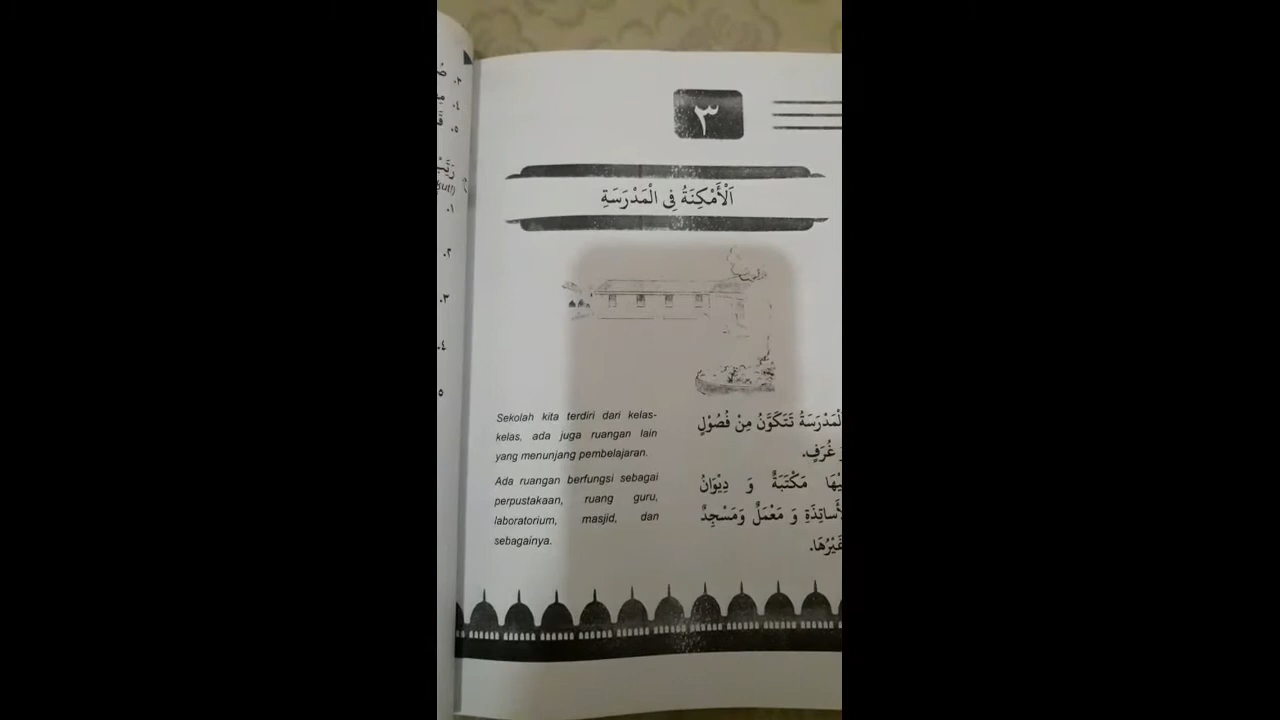 ٣
اَلْأَمْكِنَةُ فِى الْمَدْرَسَةِ
Sekolah kita terdiri dari kelas-
kelas, ada juga ruangan lain
yang menunjang pembelajaran.
Ada ruangan berfungsi sebagai
perpustakaan, ruang guru,
laboratorium, masjid, dan
sebagainya.
تَتَكَوَّنُ مِنْ فُصُوْلٍ
غُرَفٍ.
مَكْتَبَةٌ وَ دِيْوَانُ
وَ مَعْمَلٌ وَمَسْجِدٌ